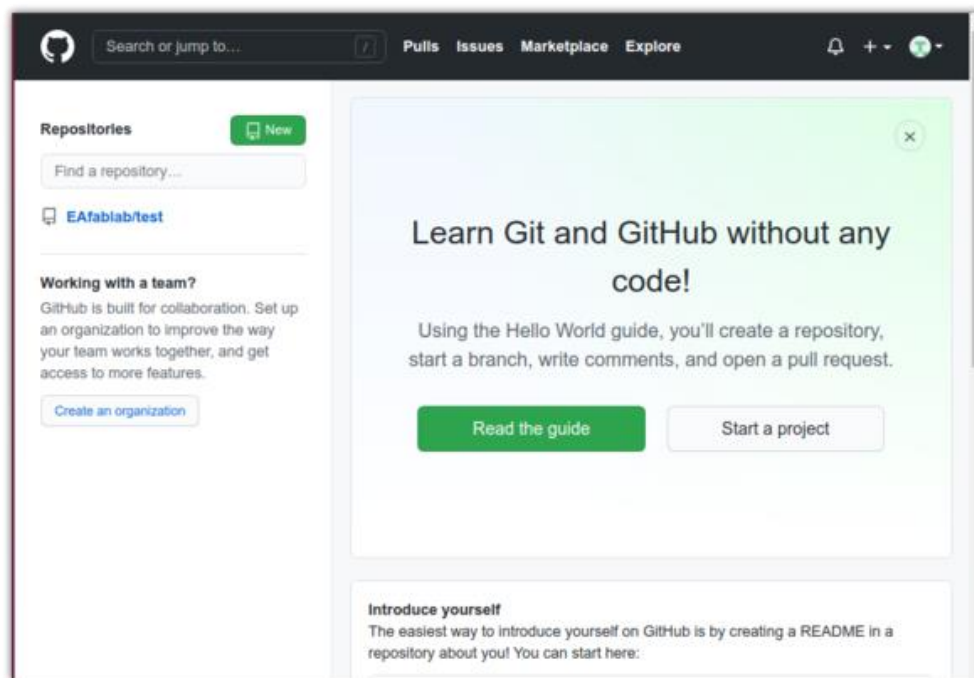 Search or jump to…
/
Pulls Issues Marketplace Explore
Repositories
New
Find a repository…
EAfablab/test
Working with a team?
GitHub is built for collaboration. Set up
an organization to improve the way
your team works together, and get
access to more features.
Create an organization
Learn Git and GitHub without any
code!
Using the Hello World guide, you'll create a repository,
start a branch, write comments, and open a pull request.
Read the guide
Start a project
Introduce yourself
The easiest way to introduce yourself on GitHub is by creating a README in a
repository about you! You can start here: